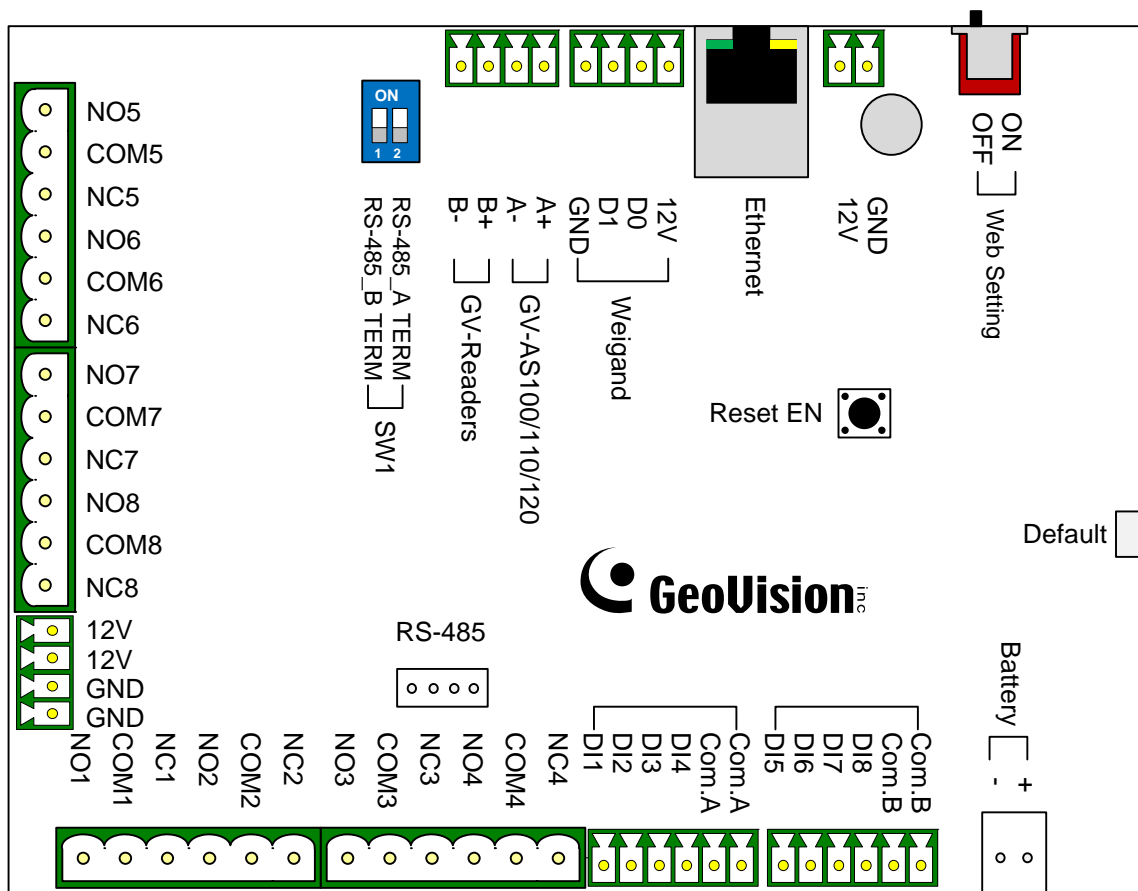 ON
1 2
NO5
COM5
NC5
NO6
COM6
NC6
NO7
COM7
NC7
NO8
COM8
NC8
12V
12V
GND
GND
RS-485_B TERM
RS-485_A TERM
SW1
B-
B+
A-
A+
GV-Readers
GV-AS100/110/120
GND
D1
D0
12V
Weigand
Ethernet
12V
GND
OFF
ON
Web Setting
Reset EN
Default
GeoVision inc
RS-485
Battery
- +
NO1
COM1
NC1
NO2
COM2
NC2
NO3
COM3
NC3
NO4
COM4
NC4
DI1
DI2
DI3
DI4
Com.A
Com.A
DI5
DI6
DI7
DI8
Com.B
Com.B